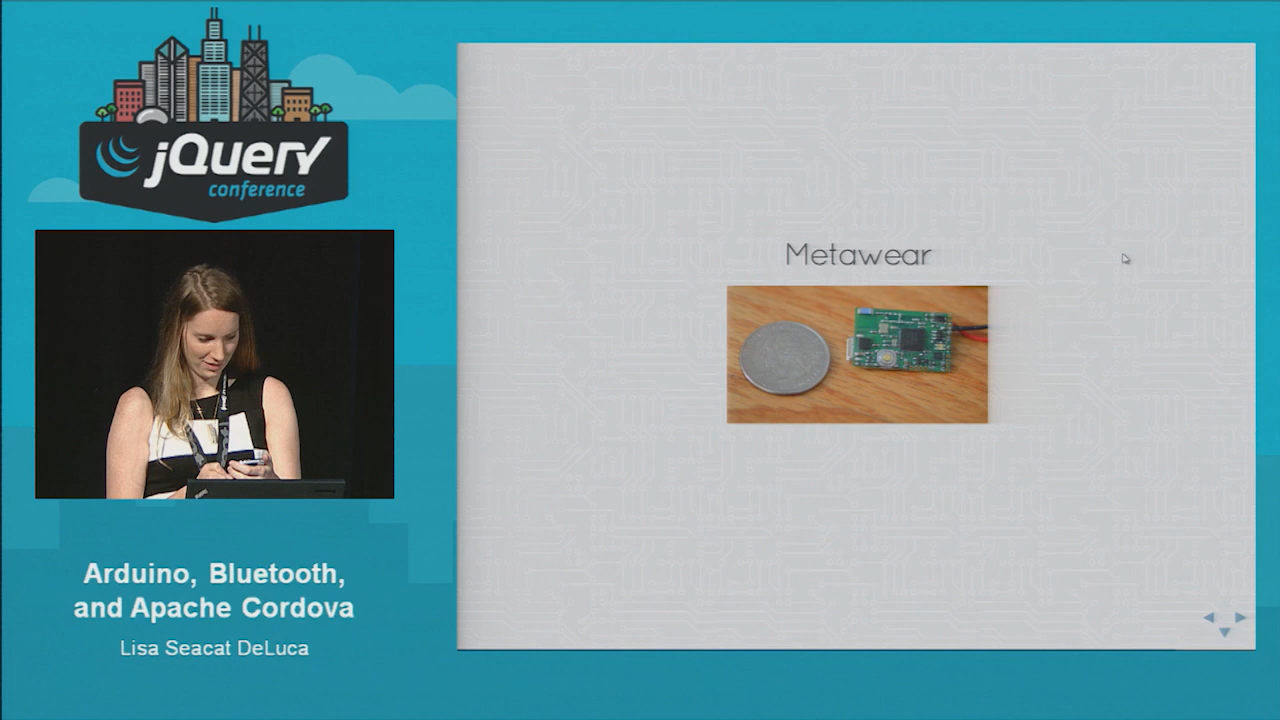 jQuery
conference
Metawear
Arduino, Bluetooth,
and Apache Cordova
Lisa Seacat DeLuca